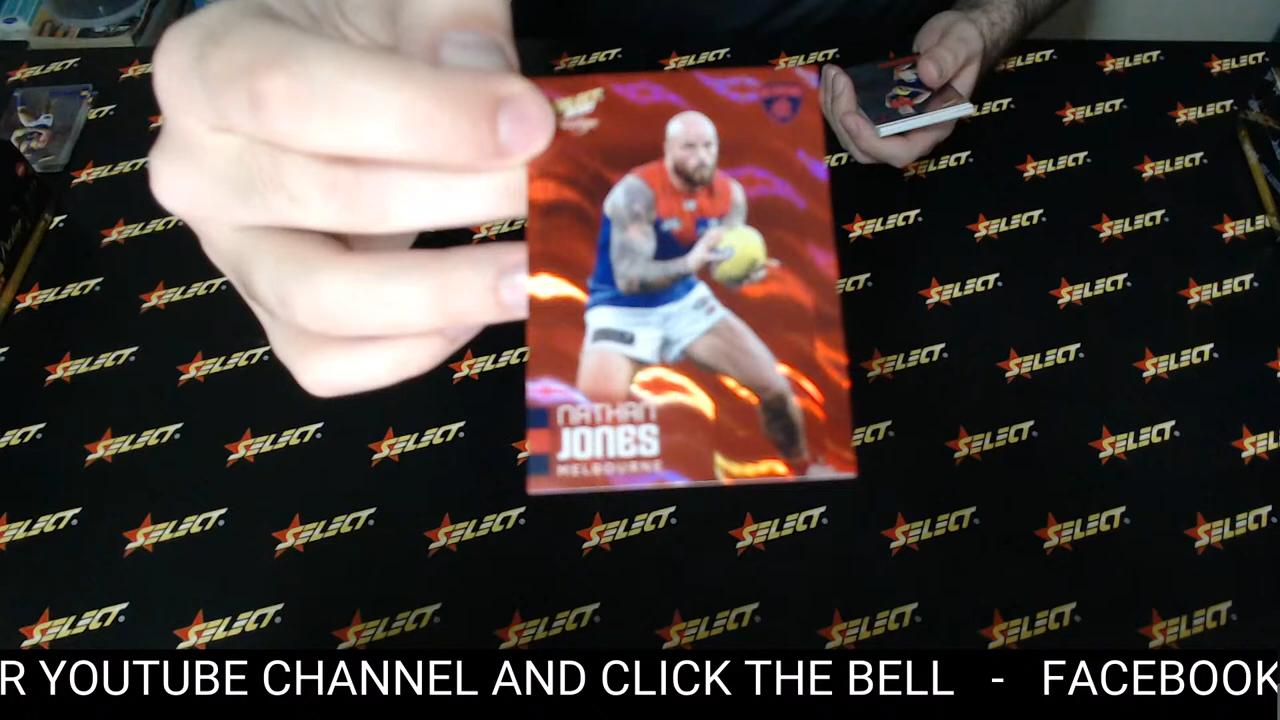 SELECT
NATHAN
JONES
MELBOURNE
R YOUTUBE CHANNEL AND CLICK THE BELL - FACEBOOK